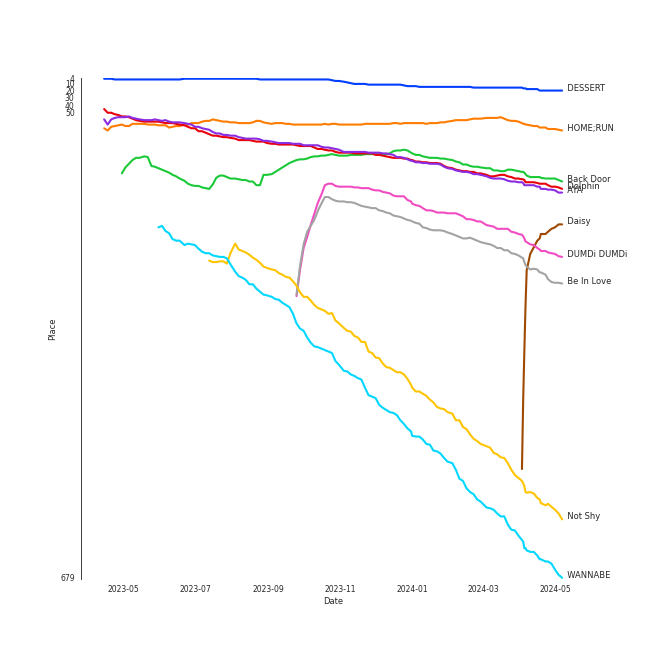 4
10
20
30
40
50
679
Place
DESSERT
HOME;RUN
Back Door
Dolphin
AYA
Daisy
DUMDi DUMDi
Be In Love
Not Shy
WANNABE
2023-05
2023-07
2023-09
2023-11
2024-01
2024-03
2024-05
Date